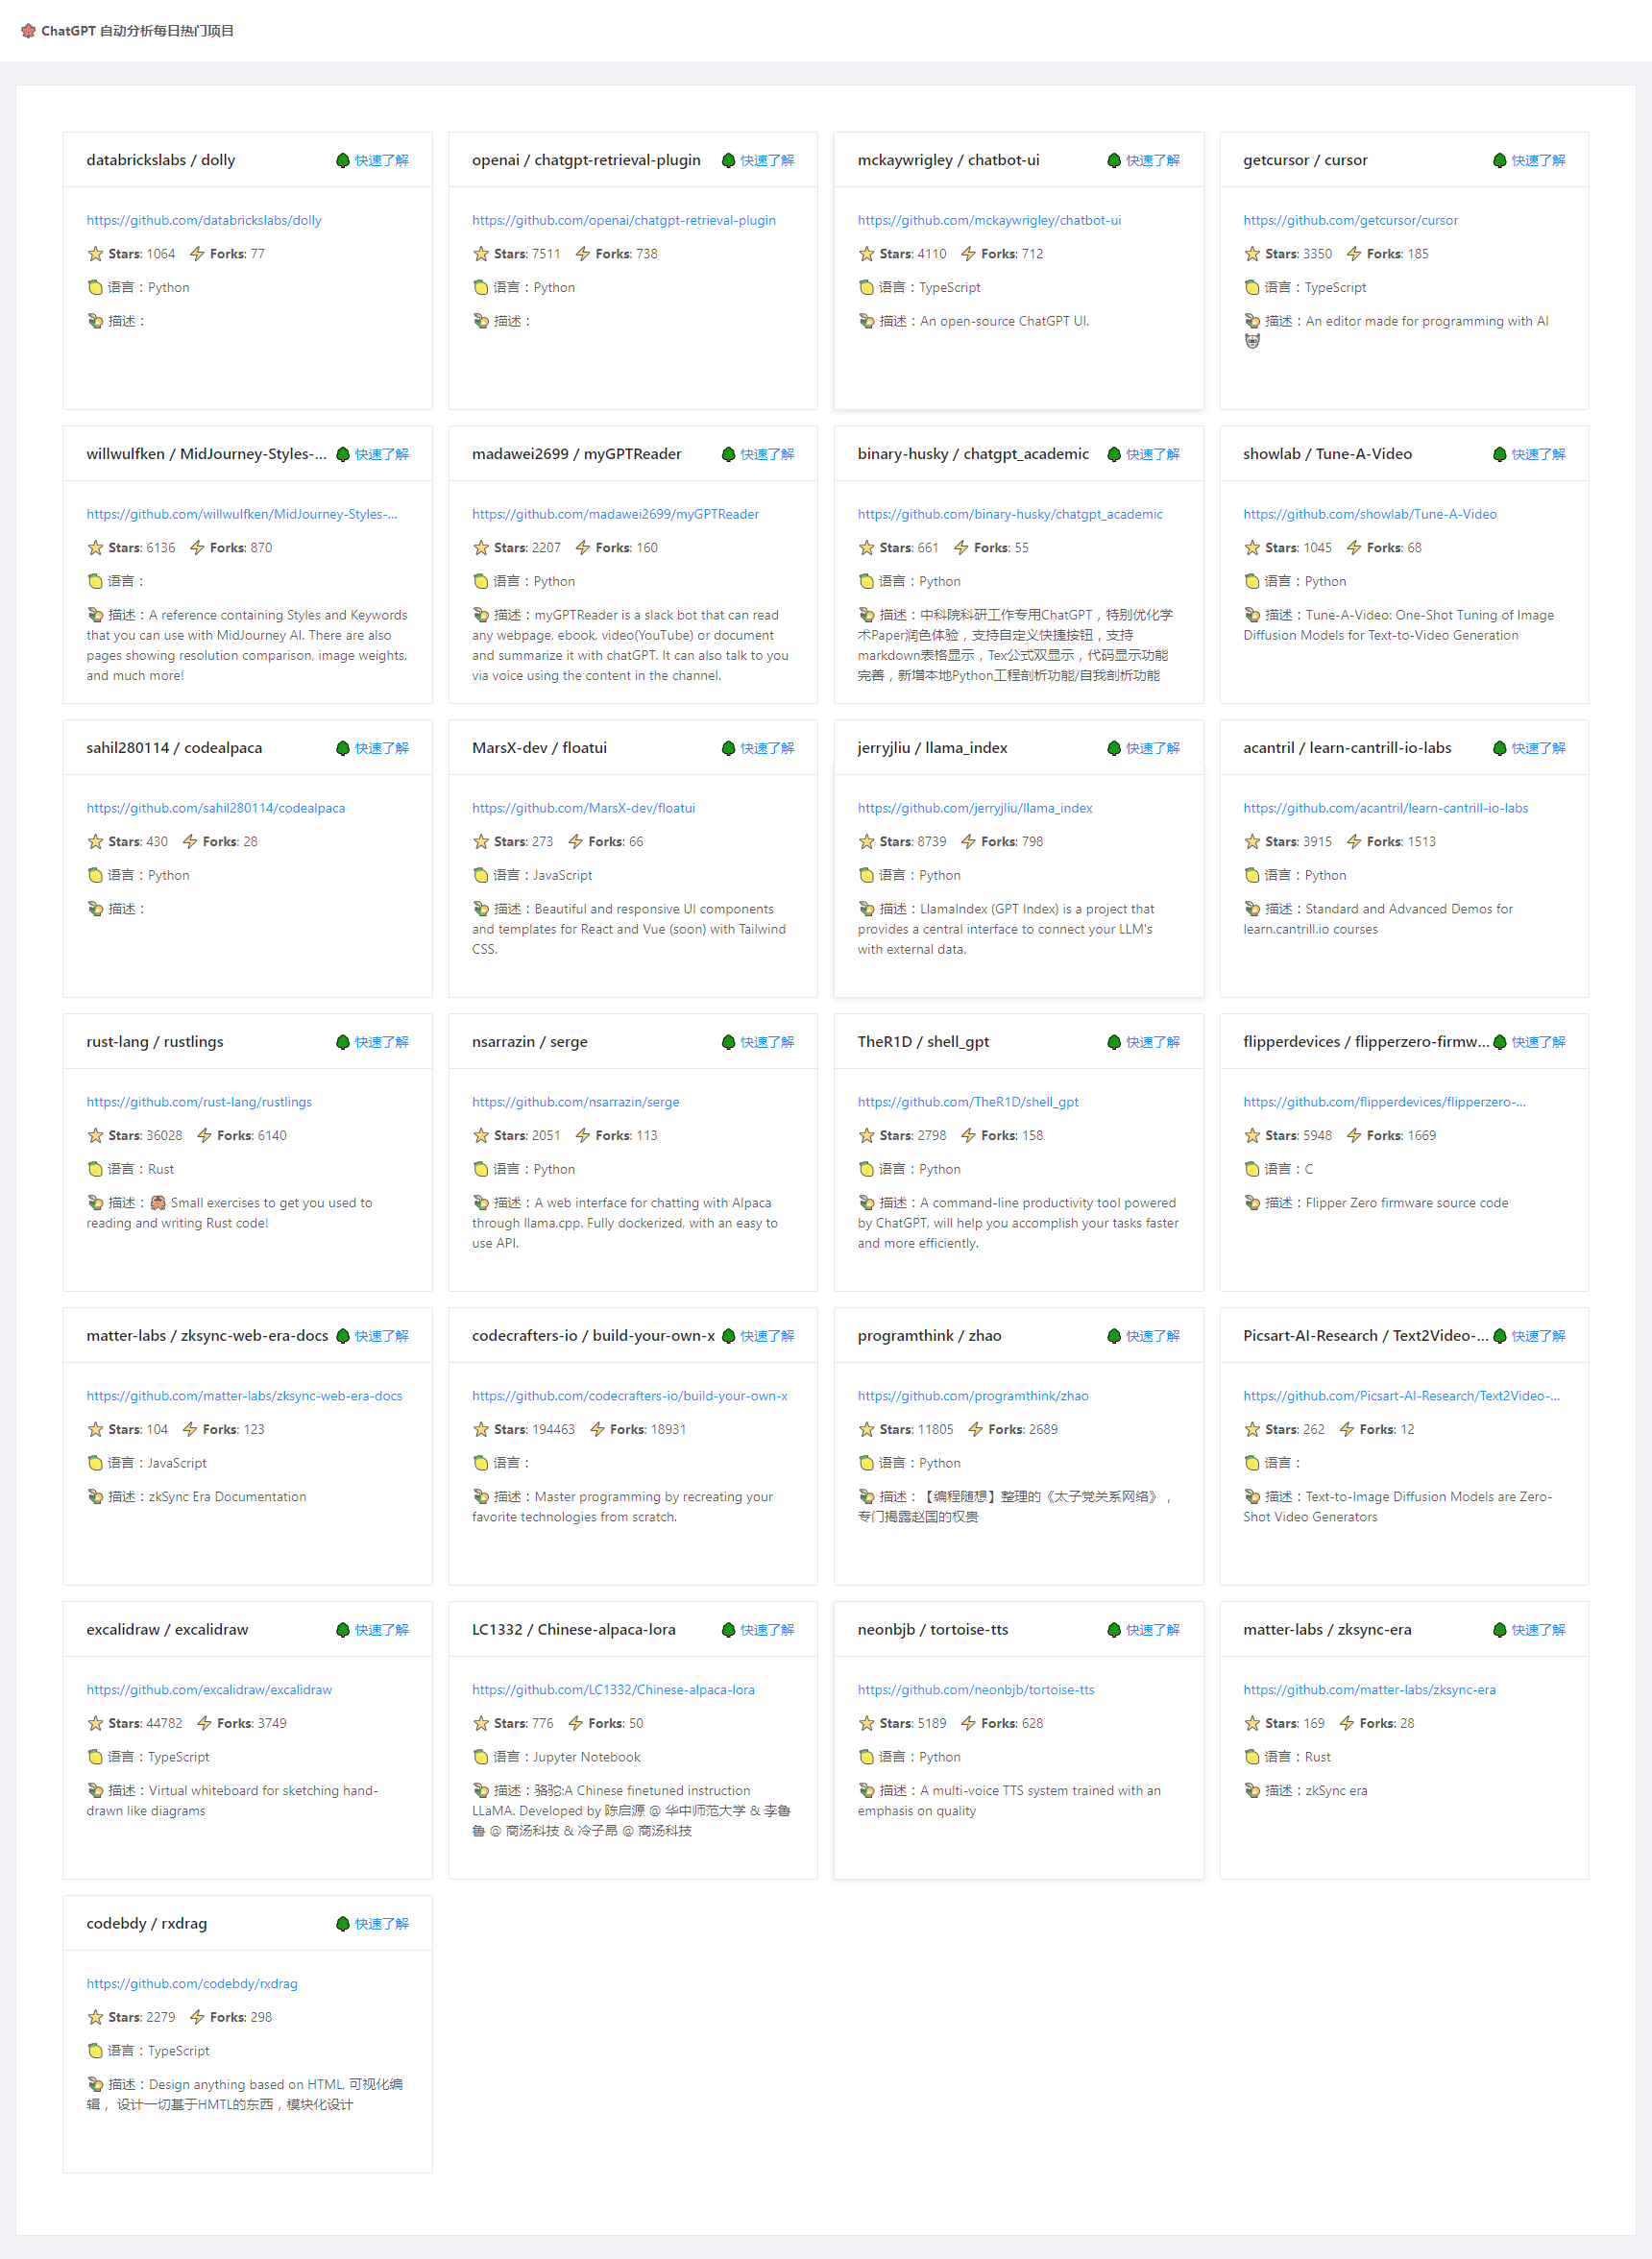 ChatGPT 自动分析每日热门项目
databrickslabs / dolly 快速了解
https://github.com/databrickslabs/dolly
Stars: 1064 Forks: 77
语言：Python
描述：
openai / chatgpt-retrieval-plugin 快速了解
https://github.com/openai/chatgpt-retrieval-plugin
Stars: 7511 Forks: 738
语言：Python
描述：
mckaywrigley / chatbot-ui 快速了解
https://github.com/mckaywrigley/chatbot-ui
Stars: 4110 Forks: 712
语言：TypeScript
描述：An open-source ChatGPT UI.
getcursor / cursor 快速了解
https://github.com/getcursor/cursor
Stars: 3350 Forks: 185
语言：TypeScript
描述：An editor made for programming with AI
willwulfken / MidJourney-Styles-... 快速了解
https://github.com/willwulfken/MidJourney-Styles-...
Stars: 6136 Forks: 870
语言：
描述：A reference containing Styles and Keywords
that you can use with MidJourney AI. There are also
pages showing resolution comparison, image weights,
and much more!
madawei2699 / myGPTReader 快速了解
https://github.com/madawei2699/myGPTReader
Stars: 2207 Forks: 160
语言：Python
描述：myGPTReader is a slack bot that can read
any webpage, ebook, video(YouTube) or document
and summarize it with chatGPT. It can also talk to you
via voice using the content in the channel.
binary-husky / chatgpt_academic 快速了解
https://github.com/binary-husky/chatgpt_academic
Stars: 661 Forks: 55
语言：Python
描述：中科院科研工作专用ChatGPT，特别优化学
术Paper润色体验，支持自定义快捷按钮，支持
markdown表格显示，Tex公式双显示，代码显示功能
完善，新增本地Python工程剖析功能/自我剖析功能
showlab / Tune-A-Video 快速了解
https://github.com/showlab/Tune-A-Video
Stars: 1045 Forks: 68
语言：Python
描述：Tune-A-Video: One-Shot Tuning of Image
Diffusion Models for Text-to-Video Generation
sahil280114 / codealpaca 快速了解
https://github.com/sahil280114/codealpaca
Stars: 430 Forks: 28
语言：Python
描述：
MarsX-dev / floatui 快速了解
https://github.com/MarsX-dev/floatui
Stars: 273 Forks: 66
语言：JavaScript
描述：Beautiful and responsive UI components
and templates for React and Vue (soon) with Tailwind
CSS.
jerryjliu / llama_index 快速了解
https://github.com/jerryjliu/llama_index
Stars: 8739 Forks: 798
语言：Python
描述：LlamaIndex (GPT Index) is a project that
provides a central interface to connect your LLM's
with external data.
acantril / learn-cantrill-io-labs 快速了解
https://github.com/acantril/learn-cantrill-io-labs
Stars: 3915 Forks: 1513
语言：Python
描述：Standard and Advanced Demos for
learn.cantrill.io courses
rust-lang / rustlings 快速了解
https://github.com/rust-lang/rustlings
Stars: 36028 Forks: 6140
语言：Rust
描述：Small exercises to get you used to
reading and writing Rust code!
nsarrazin / serge 快速了解
https://github.com/nsarrazin/serge
Stars: 2051 Forks: 113
语言：Python
描述：A web interface for chatting with Alpaca
through llama.cpp. Fully dockerized, with an easy to
use API.
TheR1D / shell_gpt 快速了解
https://github.com/TheR1D/shell_gpt
Stars: 2798 Forks: 158
语言：Python
描述：A command-line productivity tool powered
by ChatGPT, will help you accomplish your tasks faster
and more efficiently.
flipperdevices / flipperzero-firmw... 快速了解
https://github.com/flipperdevices/flipperzero-...
Stars: 5948 Forks: 1669
语言：C
描述：Flipper Zero firmware source code
matter-labs / zksync-web-era-docs 快速了解
https://github.com/matter-labs/zksync-web-era-docs
Stars: 104 Forks: 123
语言：JavaScript
描述：zkSync Era Documentation
codecrafters-io / build-your-own-x 快速了解
https://github.com/codecrafters-io/build-your-own-x
Stars: 194463 Forks: 18931
语言：
描述：Master programming by recreating your
favorite technologies from scratch.
programthink / zhao 快速了解
https://github.com/programthink/zhao
Stars: 11805 Forks: 2689
语言：Python
描述：【编程随想】整理的《太子党关系网络》，
专门揭露赵国的权贵
Picsart-AI-Research / Text2Video-... 快速了解
https://github.com/Picsart-AI-Research/Text2Video-...
Stars: 262 Forks: 12
语言：
描述：Text-to-Image Diffusion Models are Zero-
Shot Video Generators
excalidraw / excalidraw 快速了解
https://github.com/excalidraw/excalidraw
Stars: 44782 Forks: 3749
语言：TypeScript
描述：Virtual whiteboard for sketching hand-
drawn like diagrams
LC1332 / Chinese-alpaca-lora 快速了解
https://github.com/LC1332/Chinese-alpaca-lora
Stars: 776 Forks: 50
语言：Jupyter Notebook
描述：骆驼:A Chinese finetuned instruction
LLaMA. Developed by 陈启源 @ 华中师范大学 & 李鲁
鲁 @ 商汤科技 & 冷子昂 @ 商汤科技
neonbjb / tortoise-tts 快速了解
https://github.com/neonbjb/tortoise-tts
Stars: 5189 Forks: 628
语言：Python
描述：A multi-voice TTS system trained with an
emphasis on quality
matter-labs / zksync-era 快速了解
https://github.com/matter-labs/zksync-era
Stars: 169 Forks: 28
语言：Rust
描述：zkSync era
codebdy / rxdrag 快速了解
https://github.com/codebdy/rxdrag
Stars: 2279 Forks: 298
语言：TypeScript
描述：Design anything based on HTML, 可视化编
辑， 设计一切基于HMTL的东西，模块化设计